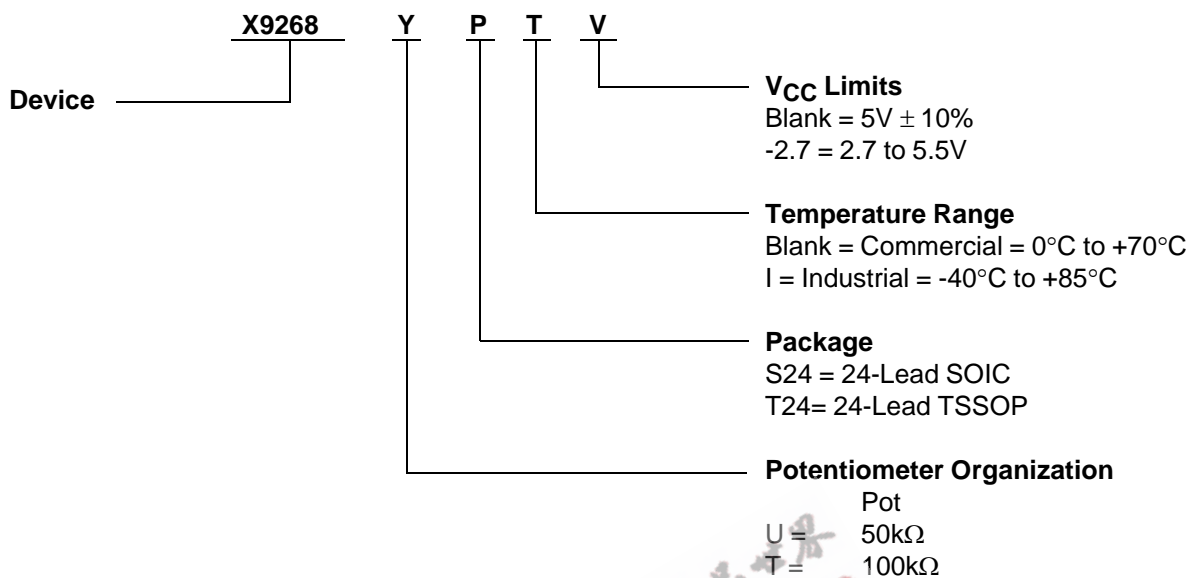 X9268 Y P T V
Device
VCC Limits
Blank = 5V ± 10%
-2.7 = 2.7 to 5.5V
Temperature Range
Blank = Commercial = 0°C to +70°C
I = Industrial = -40°C to +85°C
Package
S24 = 24-Lead SOIC
T24= 24-Lead TSSOP
Potentiometer Organization
Pot
U = 50kΩ
T = 100kΩ